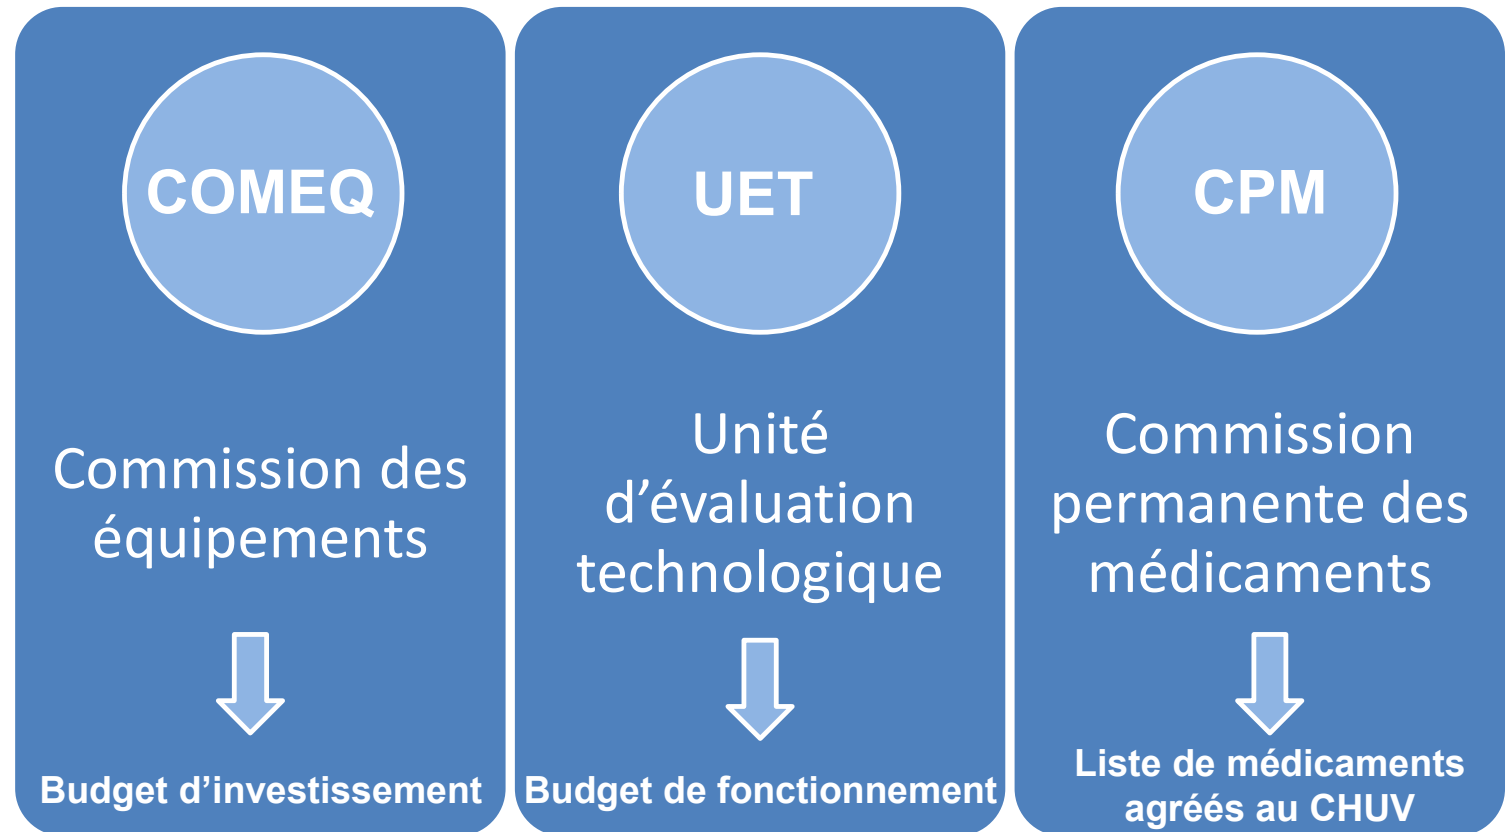 COMEQ
Commission des
équipements
Budget d’investissement
UET
Unité
d’évaluation
technologique
Budget de fonctionnement
CPM
Commission
permanente des
médicaments
Liste de médicaments
agréés au CHUV